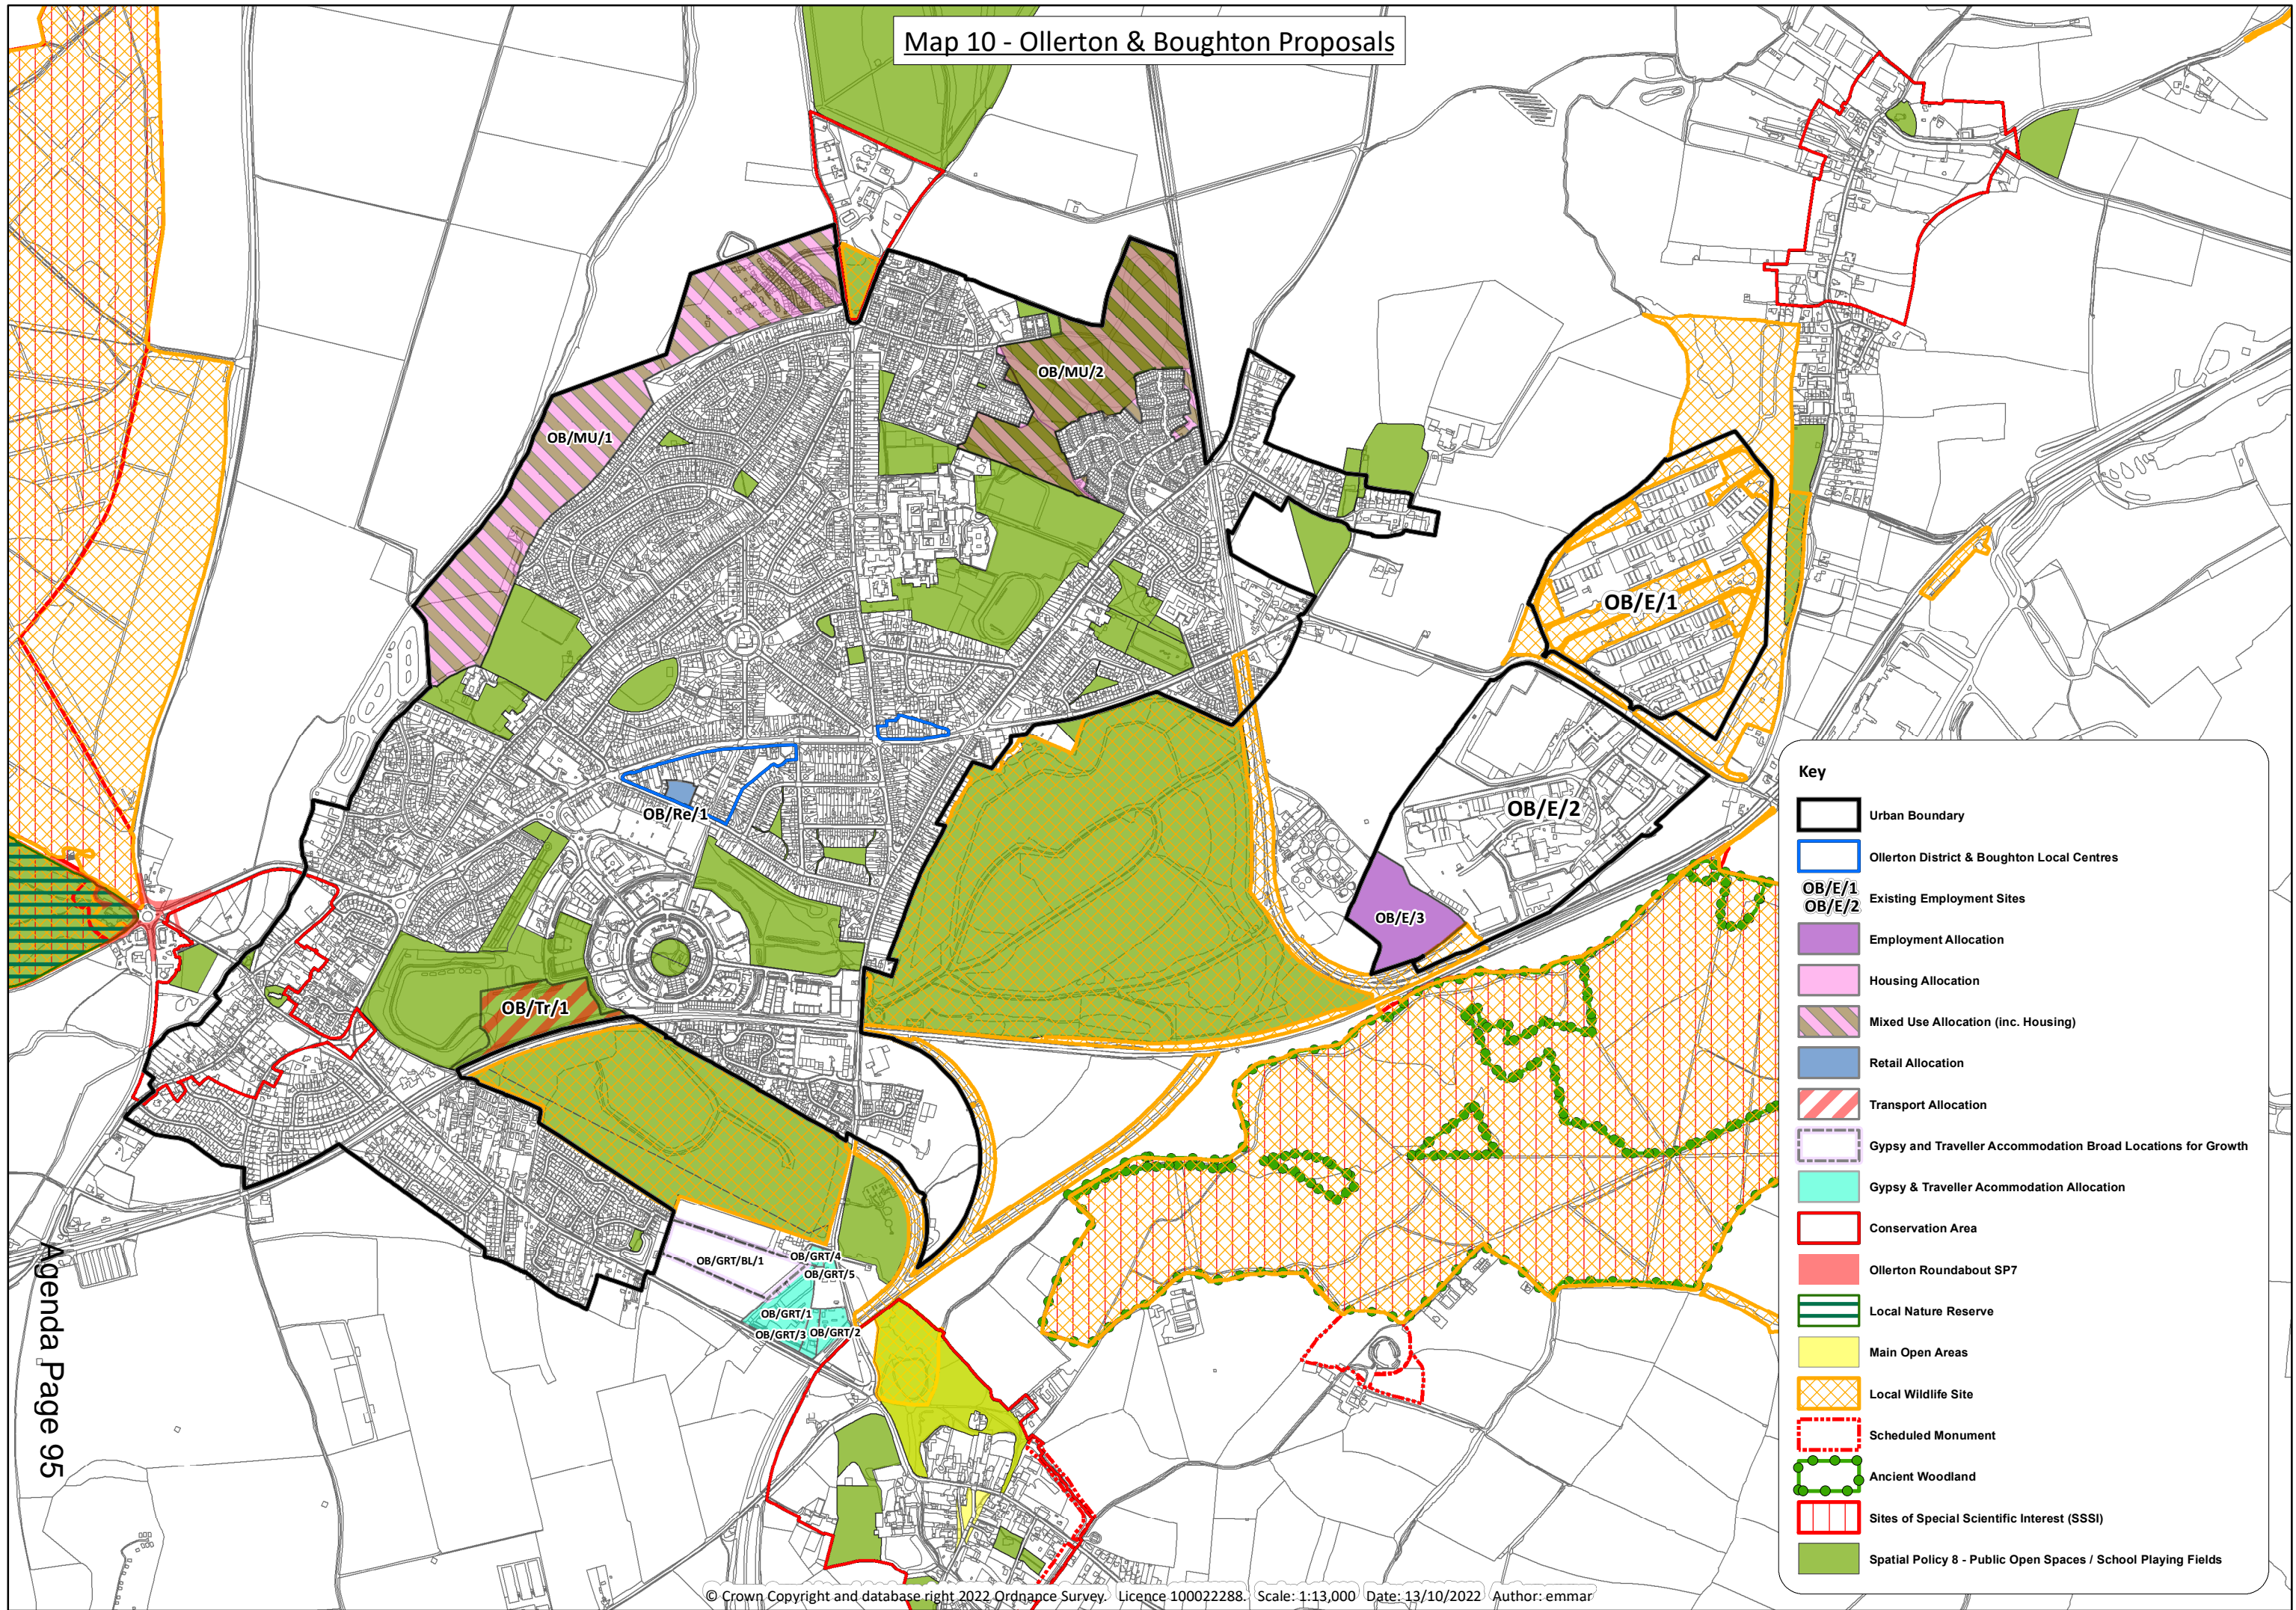 Map 10 - Ollerton & Boughton Proposals
OB/MU/2
OB/MU/1
OB/E/1
OB/E/2
OB/Re/1
OB/E/3
OB/Tr/1
OB/GRT/4
OB/GRT/BL/1
OB/GRT/5
OB/GRT/1
OB/GRT/3
OB/GRT/2
Key
Urban Boundary
Ollerton District & Boughton Local Centres
OB/E/1
OB/E/2
Existing Employment Sites
Employment Allocation
Housing Allocation
Mixed Use Allocation (inc. Housing)
Retail Allocation
Transport Allocation
Gypsy and Traveller Accommodation Broad Locations for Growth
Gypsy & Traveller Acommodation Allocation
Conservation Area
Ollerton Roundabout SP7
Local Nature Reserve
Main Open Areas
Local Wildlife Site
Scheduled Monument
Ancient Woodland
Sites of Special Scientific Interest (SSSI)
Spatial Policy 8 - Public Open Spaces / School Playing Fields
Agenda Page 95
© Crown Copyright and database right 2022 Ordnance Survey. Licence 100022288. Scale: 1:13,000 Date: 13/10/2022 Author: emmar